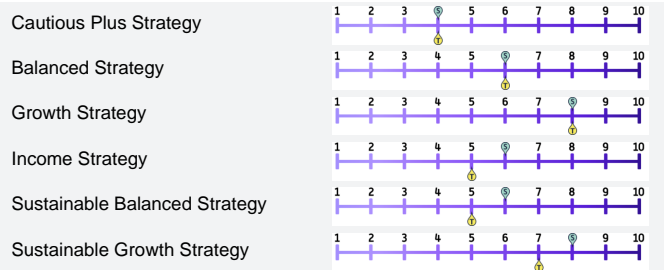 Cautious Plus Strategy
1 2 3 S 5 6 7 8 9 10
4
T
Balanced Strategy
1 2 3 4 5 S 7 8 9 10
6
T
Growth Strategy
1 2 3 4 5 6 7 S 9 10
8
T
Income Strategy
1 2 3 4 5 S 7 8 9 10
6
T
Sustainable Balanced Strategy
1 2 3 4 5 S 7 8 9 10
6
T
Sustainable Growth Strategy
1 2 3 4 5 6 7 S 9 10
8
T